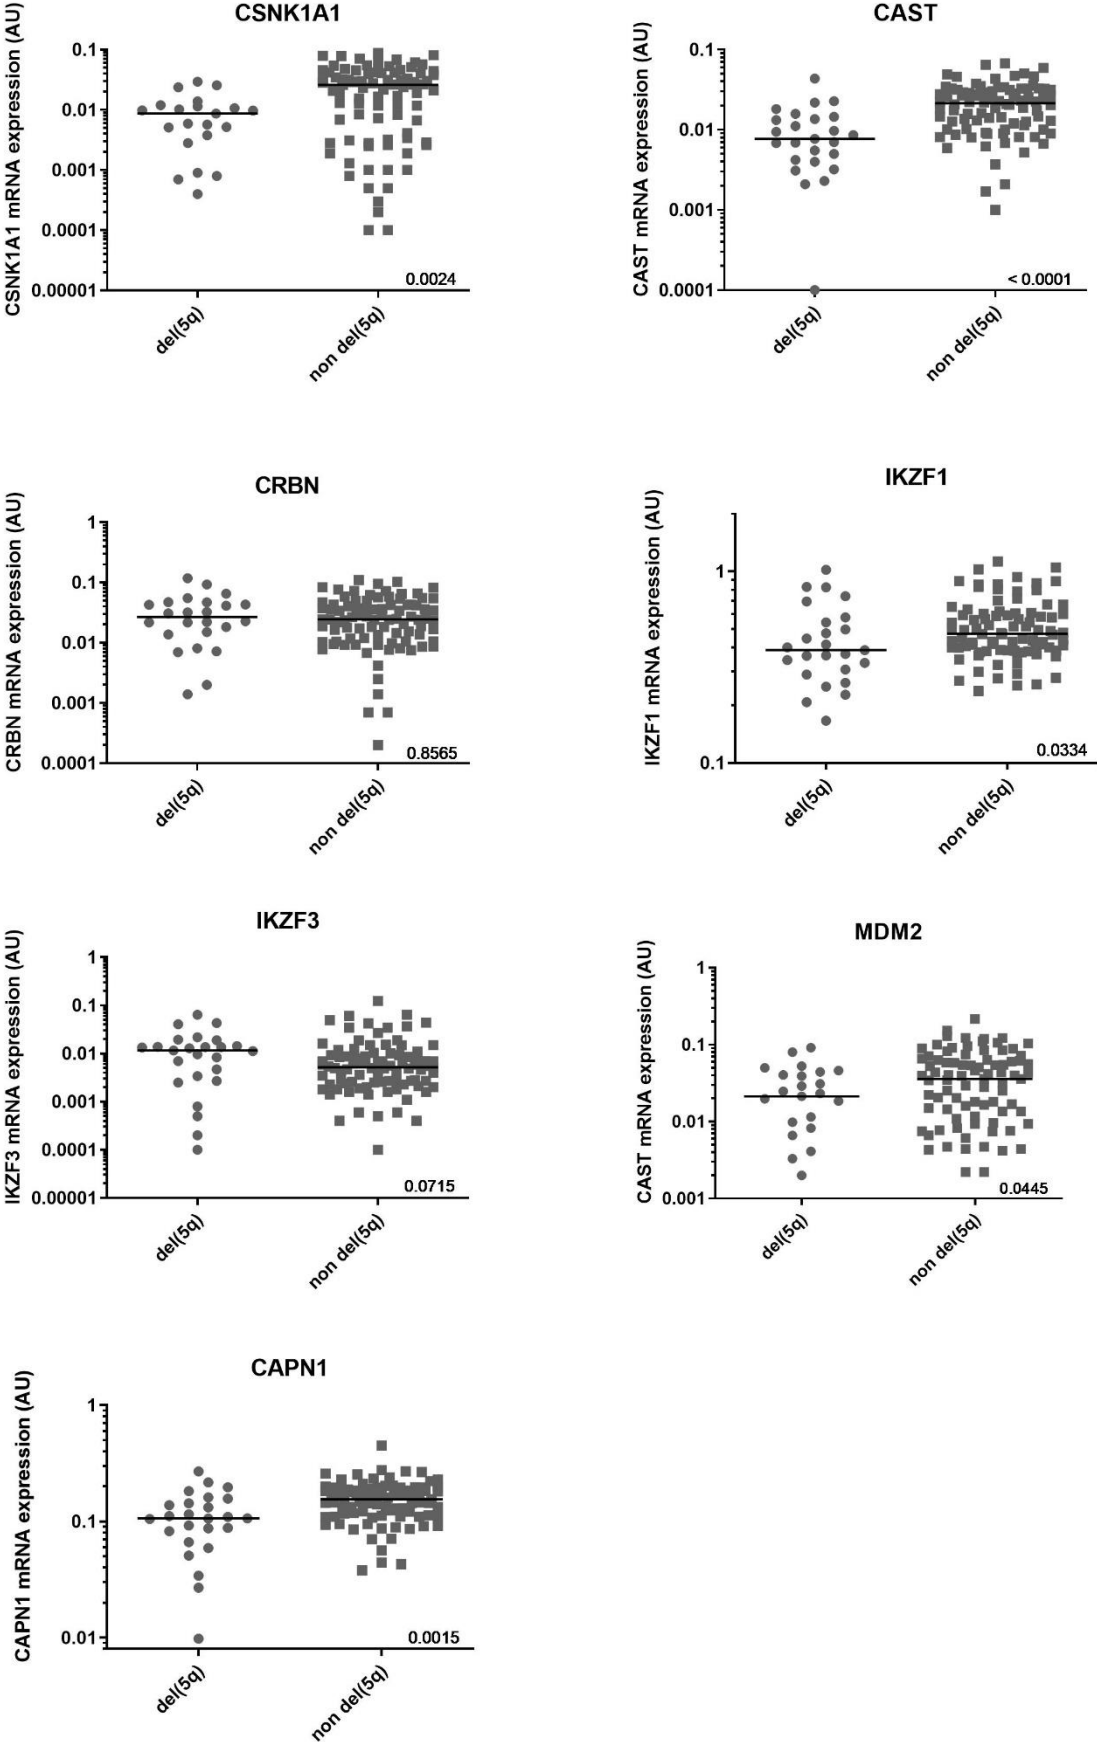 CSNK1A1
CSNK1A1 mRNA expression (AU)
0.1
0.01
0.001
0.0001
0.00001
0.0024
del(5q)
non del(5q)
CAST
CAST mRNA expression (AU)
0.1
0.01
0.001
0.0001
< 0.0001
del(5q)
non del(5q)
CRBN
CRBN mRNA expression (AU)
1
0.1
0.01
0.001
0.0001
0.8565
del(5q)
non del(5q)
IKZF1
IKZF1 mRNA expression (AU)
1
0.1
0.0334
del(5q)
non del(5q)
IKZF3
IKZF3 mRNA expression (AU)
1
0.1
0.01
0.001
0.0001
0.00001
0.0715
del(5q)
non del(5q)
MDM2
CAST mRNA expression (AU)
1
0.1
0.01
0.001
0.0445
del(5q)
non del(5q)
CAPN1
CAPN1 mRNA expression (AU)
1
0.1
0.01
0.0015
del(5q)
non del(5q)